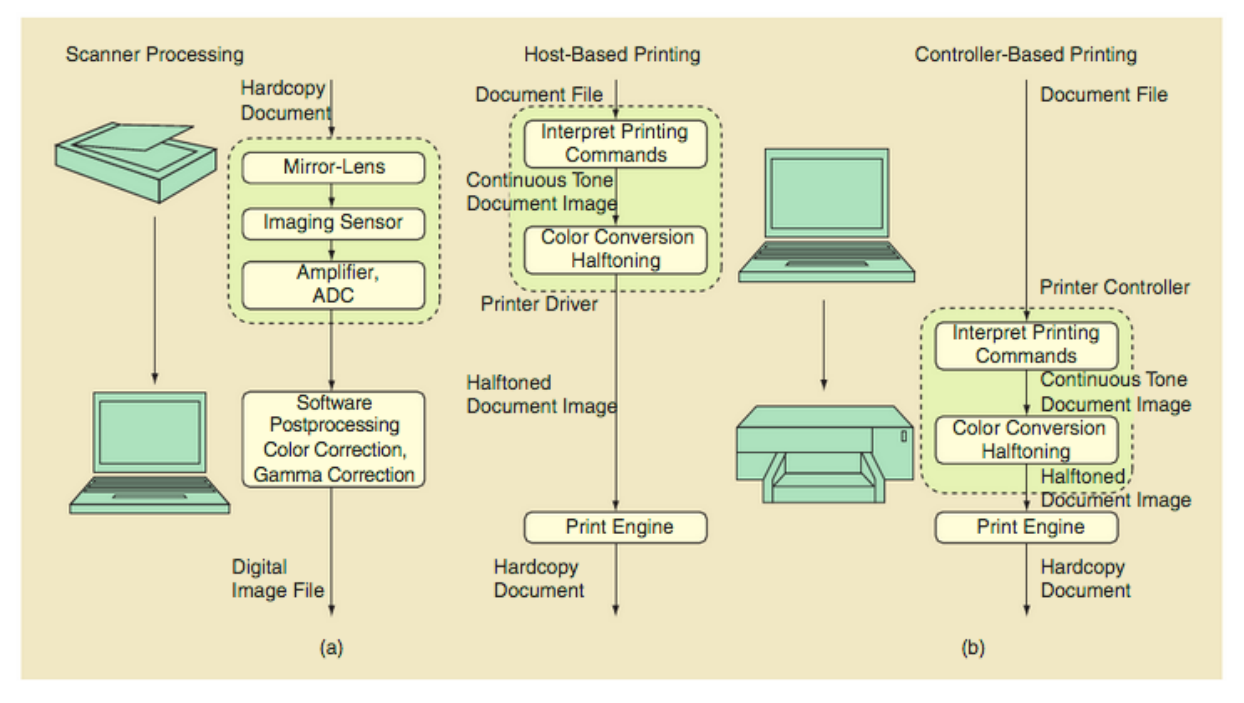 Scanner Processing
Hardcopy
Document
Mirror-Lens
Imaging Sensor
Amplifier,
ADC
Software
Postprocessing
Color Correction,
Gamma Correction
Digital
Image File
(a)
Host-Based Printing
Document File
Interpret Printing
Commands
Continuous Tone
Document Image
Color Conversion
Halftoning
Printer Driver
Halftoned
Document Image
Print Engine
Hardcopy
Document
Controller-Based Printing
Document File
Printer Controller
Interpret Printing
Commands
Continuous Tone
Document Image
Color Conversion
Halftoning
Halftoned
Document Image
Print Engine
Hardcopy
Document
(b)